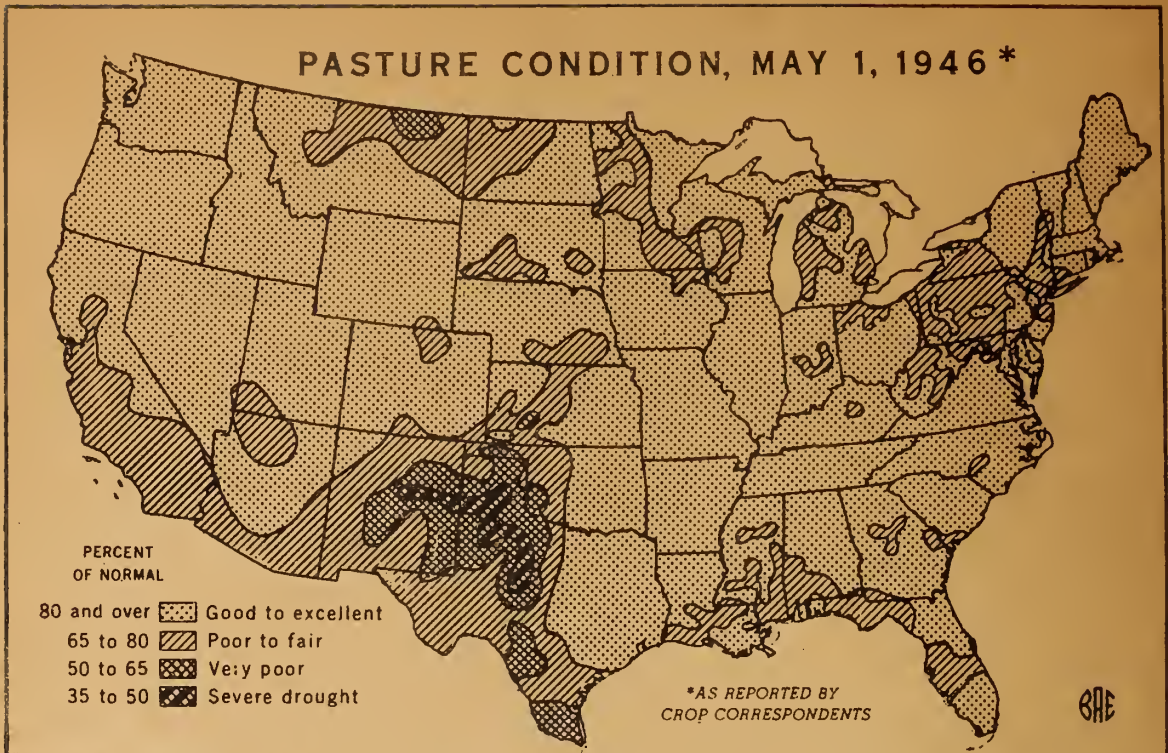 PASTURE CONDITION, MAY 1, 1946*
PERCENT
OF NORMAL
80 and over Good to excellent
65 to 80 Poor to fair
50 to 65 Very poor
35 to 50 Severe drought
*AS REPORTED BY
CROP CORRESPONDENTS
BAE